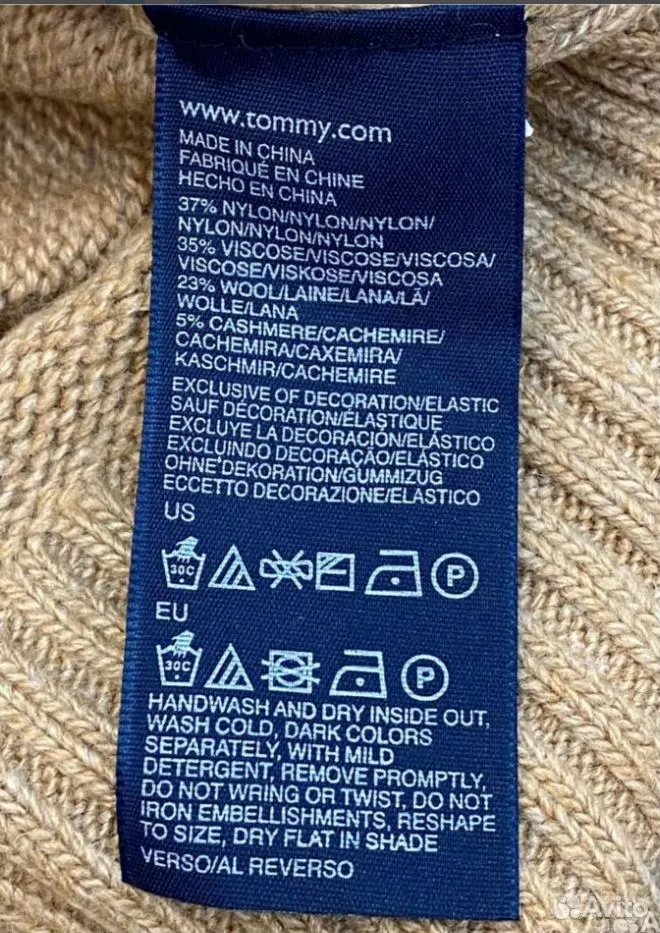 www.tommy.com
MADE IN CHINA
FABRIQUÉ EN CHINE
HECHO EN CHINA
37% NYLON/NYLON/NYLON/
NYLON/NYLON/NYLON
35% VISCOSE/VISCOSE/VISCOSA/
VISCOSE/VISKOSE/VISCOSA
23% WOOL/LAINE/LANA/LÃ/
WOLLE/LANA
5% CASHMERE/CACHEMIRE/
CACHEMIRA/CAXEMIRA/
KASCHMIR/CACHEMIRE
EXCLUSIVE OF DECORATION/ELASTIC
SAUF DÉCORATION/ÉLASTIQUE
EXCLUYE LA DECORACIÓN/ELÁSTICO
EXCLUINDO DECORAÇÃO/ELÁSTICO
OHNE DEKORATION/GUMMIZUG
ECCETTO DECORAZIONE/ELASTICO
US
30C P
EU
30C P
HANDWASH AND DRY INSIDE OUT,
WASH COLD, DARK COLORS
SEPARATELY, WITH MILD
DETERGENT, REMOVE PROMPTLY,
DO NOT WRING OR TWIST, DO NOT
IRON EMBELLISHMENTS, RESHAPE
TO SIZE, DRY FLAT IN SHADE
VERSO/AL REVERSO
Avito